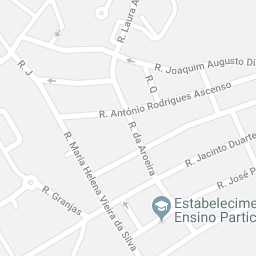 R. Laura A
R. J
R. Joaquim Augusto Di
R. Q
R. António Rodrigues Ascenso
R. da Aroeira
R. Maria Helena Vieira da Silva
R. Jacinto Duarte
R. José P
R. Granjas
Estabelecime
Ensino Partic